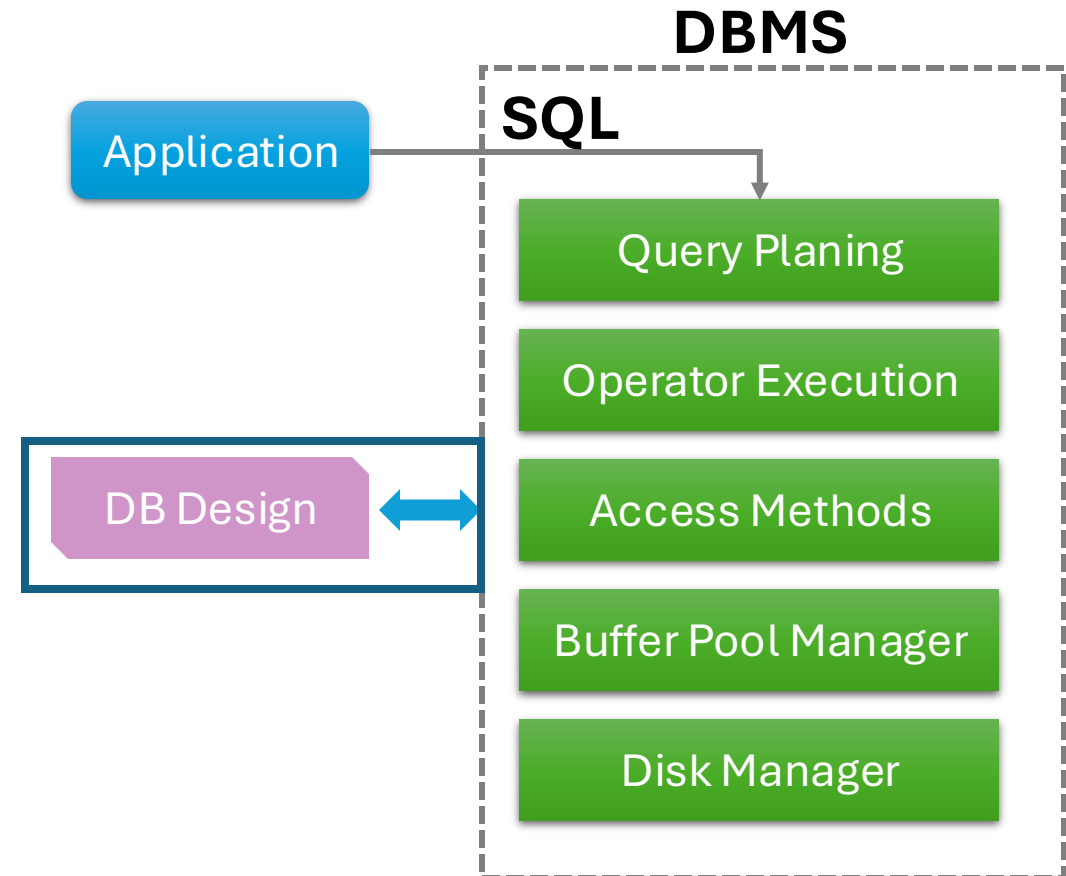 DBMS
SQL
Application
Query Planing
Operator Execution
DB Design
Access Methods
Buffer Pool Manager
Disk Manager